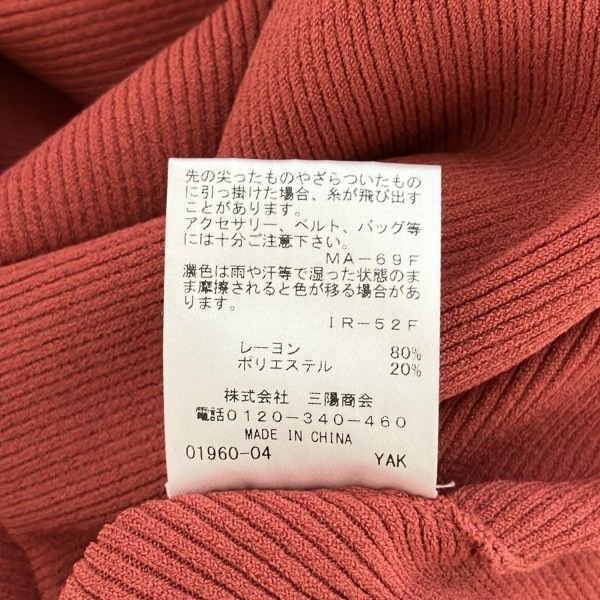 先の尖ったものやざらついたもの
に引っ掛けた場合、糸が飛び出す
ことがあります。
アクセサリー、ベルト、バッグ等
には十分ご注意下さい。
MA-69F
濃色は雨や汗等で湿った状態のま
ま摩擦されると色が移る場合があ
ります。
IR-52F
レーヨン 80%
ポリエステル 20%
株式会社 三陽商会
電話0120-340-460
MADE IN CHINA
01960-04 YAK